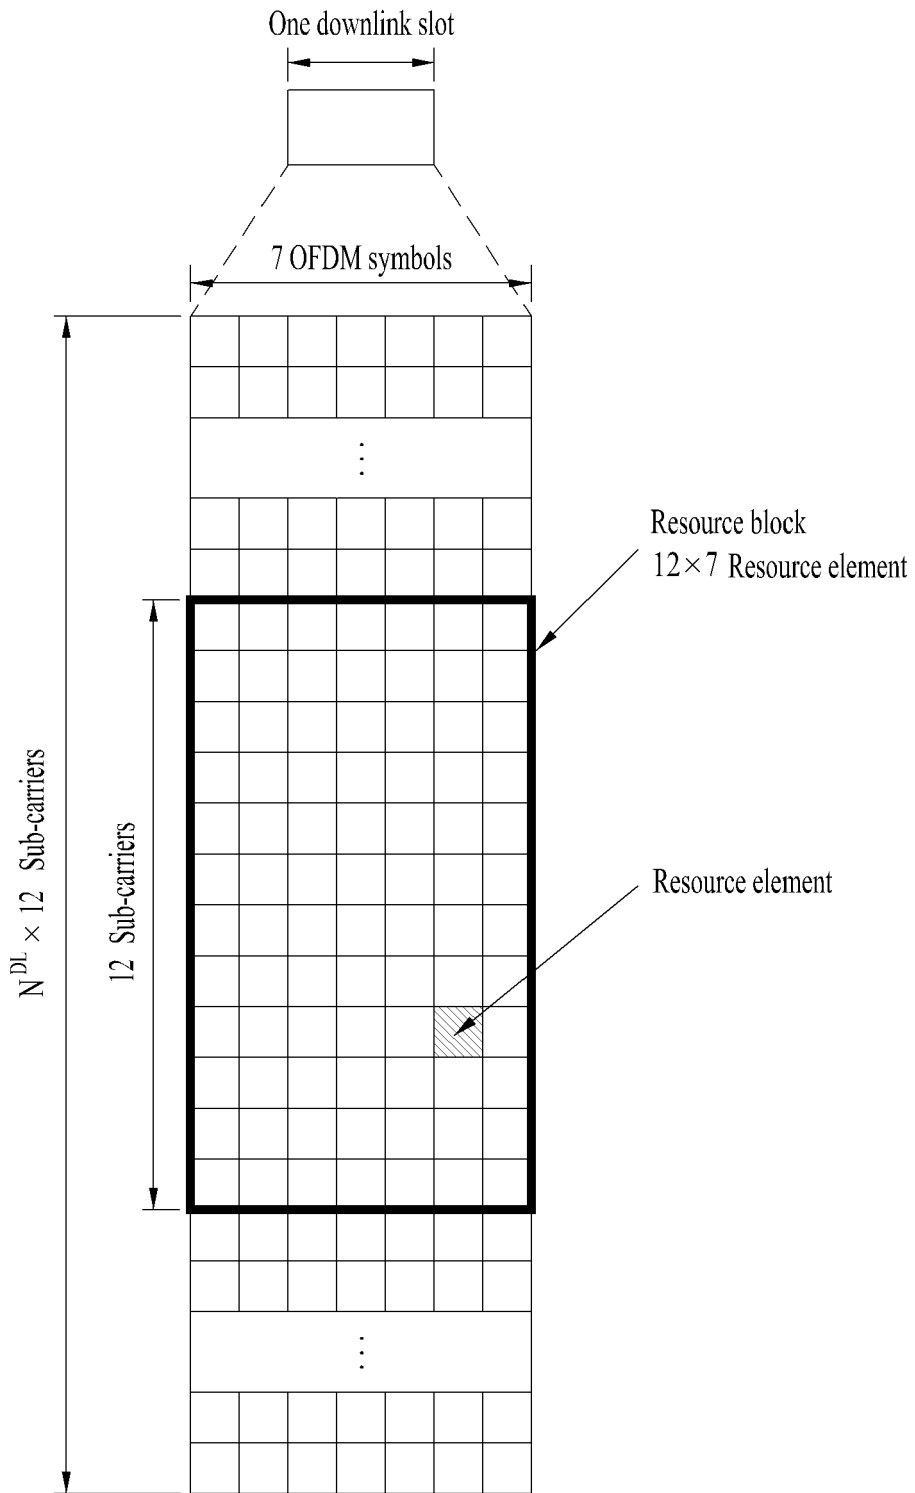 One downlink slot
7 OFDM symbols
Resource block
12×7 Resource element
N^DL × 12 Sub-carriers
12 Sub-carriers
Resource element